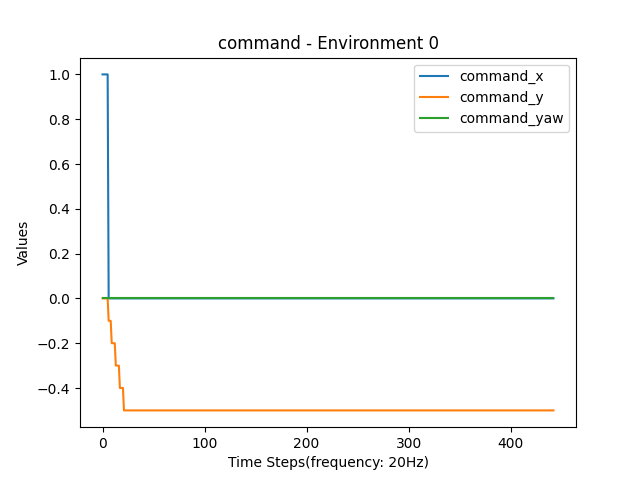 command - Environment 0
command_x
command_y
command_yaw
Values
1.0
0.8
0.6
0.4
0.2
0.0
−0.2
−0.4
0 100 200 300 400
Time Steps(frequency: 20Hz)